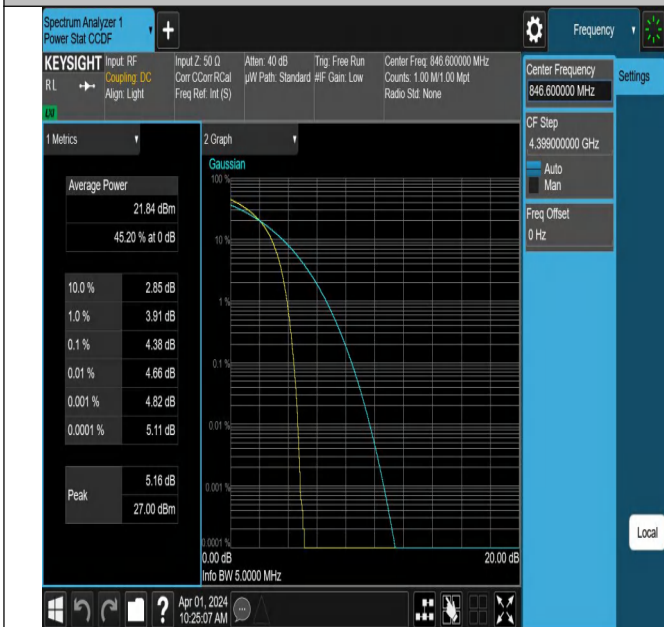 Spectrum Analyzer 1
Power Stat CCDF
Frequency
KEYSIGHT
RL
LXI
Input: RF
Coupling: DC
Align: Light
Input Z: 50 Ω
Corr CCorr RCal
Freq Ref: Int (S)
Atten: 40 dB
µW Path: Standard
Trig: Free Run
#IF Gain: Low
Center Freq: 846.600000 MHz
Counts: 1.00 M/1.00 Mpt
Radio Std: None
Center Frequency
846.600000 MHz
Settings
CF Step
4.399000000 GHz
Auto
Man
Freq Offset
0 Hz
Local
1 Metrics
Average Power
21.84 dBm
45.20 % at 0 dB
10.0 % 2.85 dB
1.0 % 3.91 dB
0.1 % 4.38 dB
0.01 % 4.66 dB
0.001 % 4.82 dB
0.0001 % 5.11 dB
Peak
5.16 dB
27.00 dBm
2 Graph
Gaussian
100 %
10 %
1 %
0.1 %
0.01 %
0.001 %
0.0001 %
0.00 dB
20.00 dB
Info BW 5.0000 MHz
Apr 01, 2024
10:25:07 AM